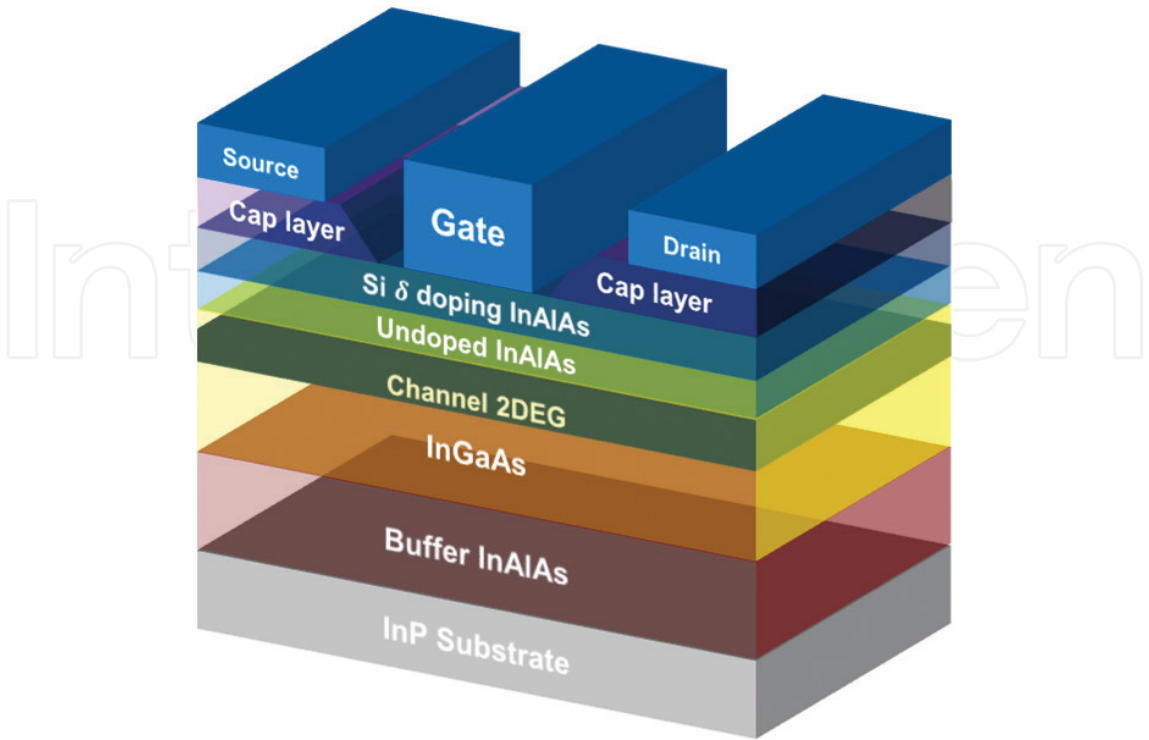 Source
Gate
Drain
Cap layer
Cap layer
Si δ doping InAlAs
Undoped InAlAs
Channel 2DEG
InGaAs
Buffer InAlAs
InP Substrate